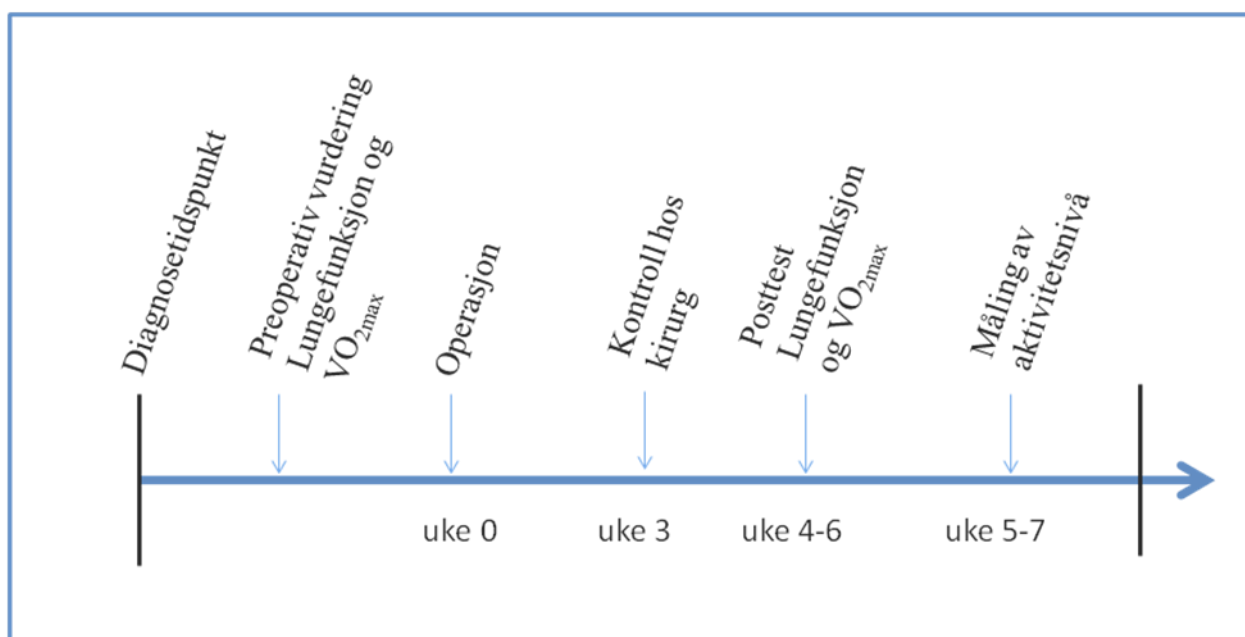 Diagnosetidspunkt
Preoperativ vurdering
Lungefunksjon og
VO2max
Operasjon
Kontroll hos
kirurg
Posttest
Lungefunksjon
og VO2max
Måling av
aktivitetsnivå
uke 0
uke 3
uke 4-6
uke 5-7